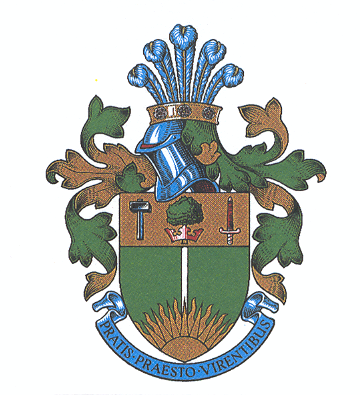 PRATIS · PRAESTO · VIRENTIBUS